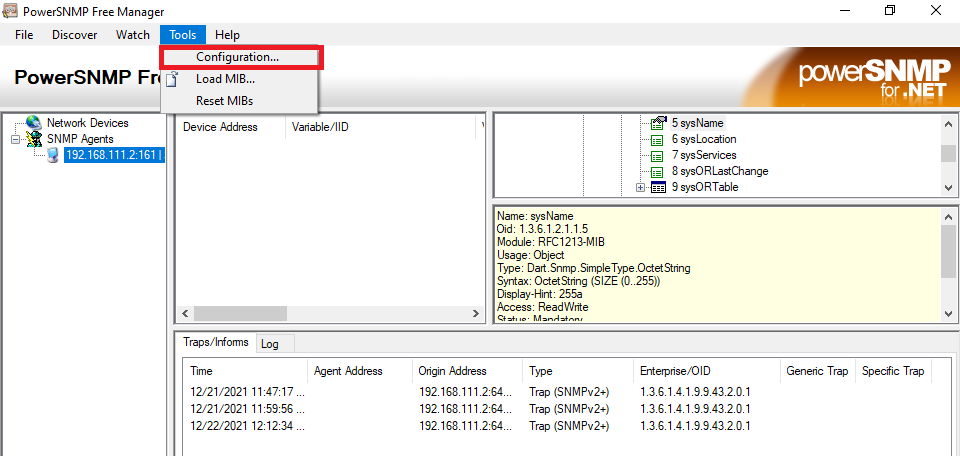 PowerSNMP Free Manager
File Discover Watch Tools Help
Configuration...
Load MIB...
Reset MIBs
PowerSNMP Fre
powerSNMP
for .NET
Network Devices
SNMP Agents
192.168.111.2:161
Device Address Variable/IID
5 sysName
6 sysLocation
7 sysServices
8 sysORLastChange
9 sysORTable
Name: sysName
Oid: 1.3.6.1.2.1.1.5
Module: RFC1213-MIB
Usage: Object
Type: Dart.Snmp.SimpleType.OctetString
Syntax: OctetString (SIZE (0..255))
Display-Hint: 255a
Access: ReadWrite
Status: Mandatory
Traps/Informs Log
Time Agent Address Origin Address Type Enterprise/OID Generic Trap Specific Trap
12/21/2021 11:47:17 ... 192.168.111.2:64... Trap (SNMPv2+) 1.3.6.1.4.1.9.9.43.2.0.1
12/21/2021 11:59:56 ... 192.168.111.2:64... Trap (SNMPv2+) 1.3.6.1.4.1.9.9.43.2.0.1
12/22/2021 12:12:34 ... 192.168.111.2:64... Trap (SNMPv2+) 1.3.6.1.4.1.9.9.43.2.0.1